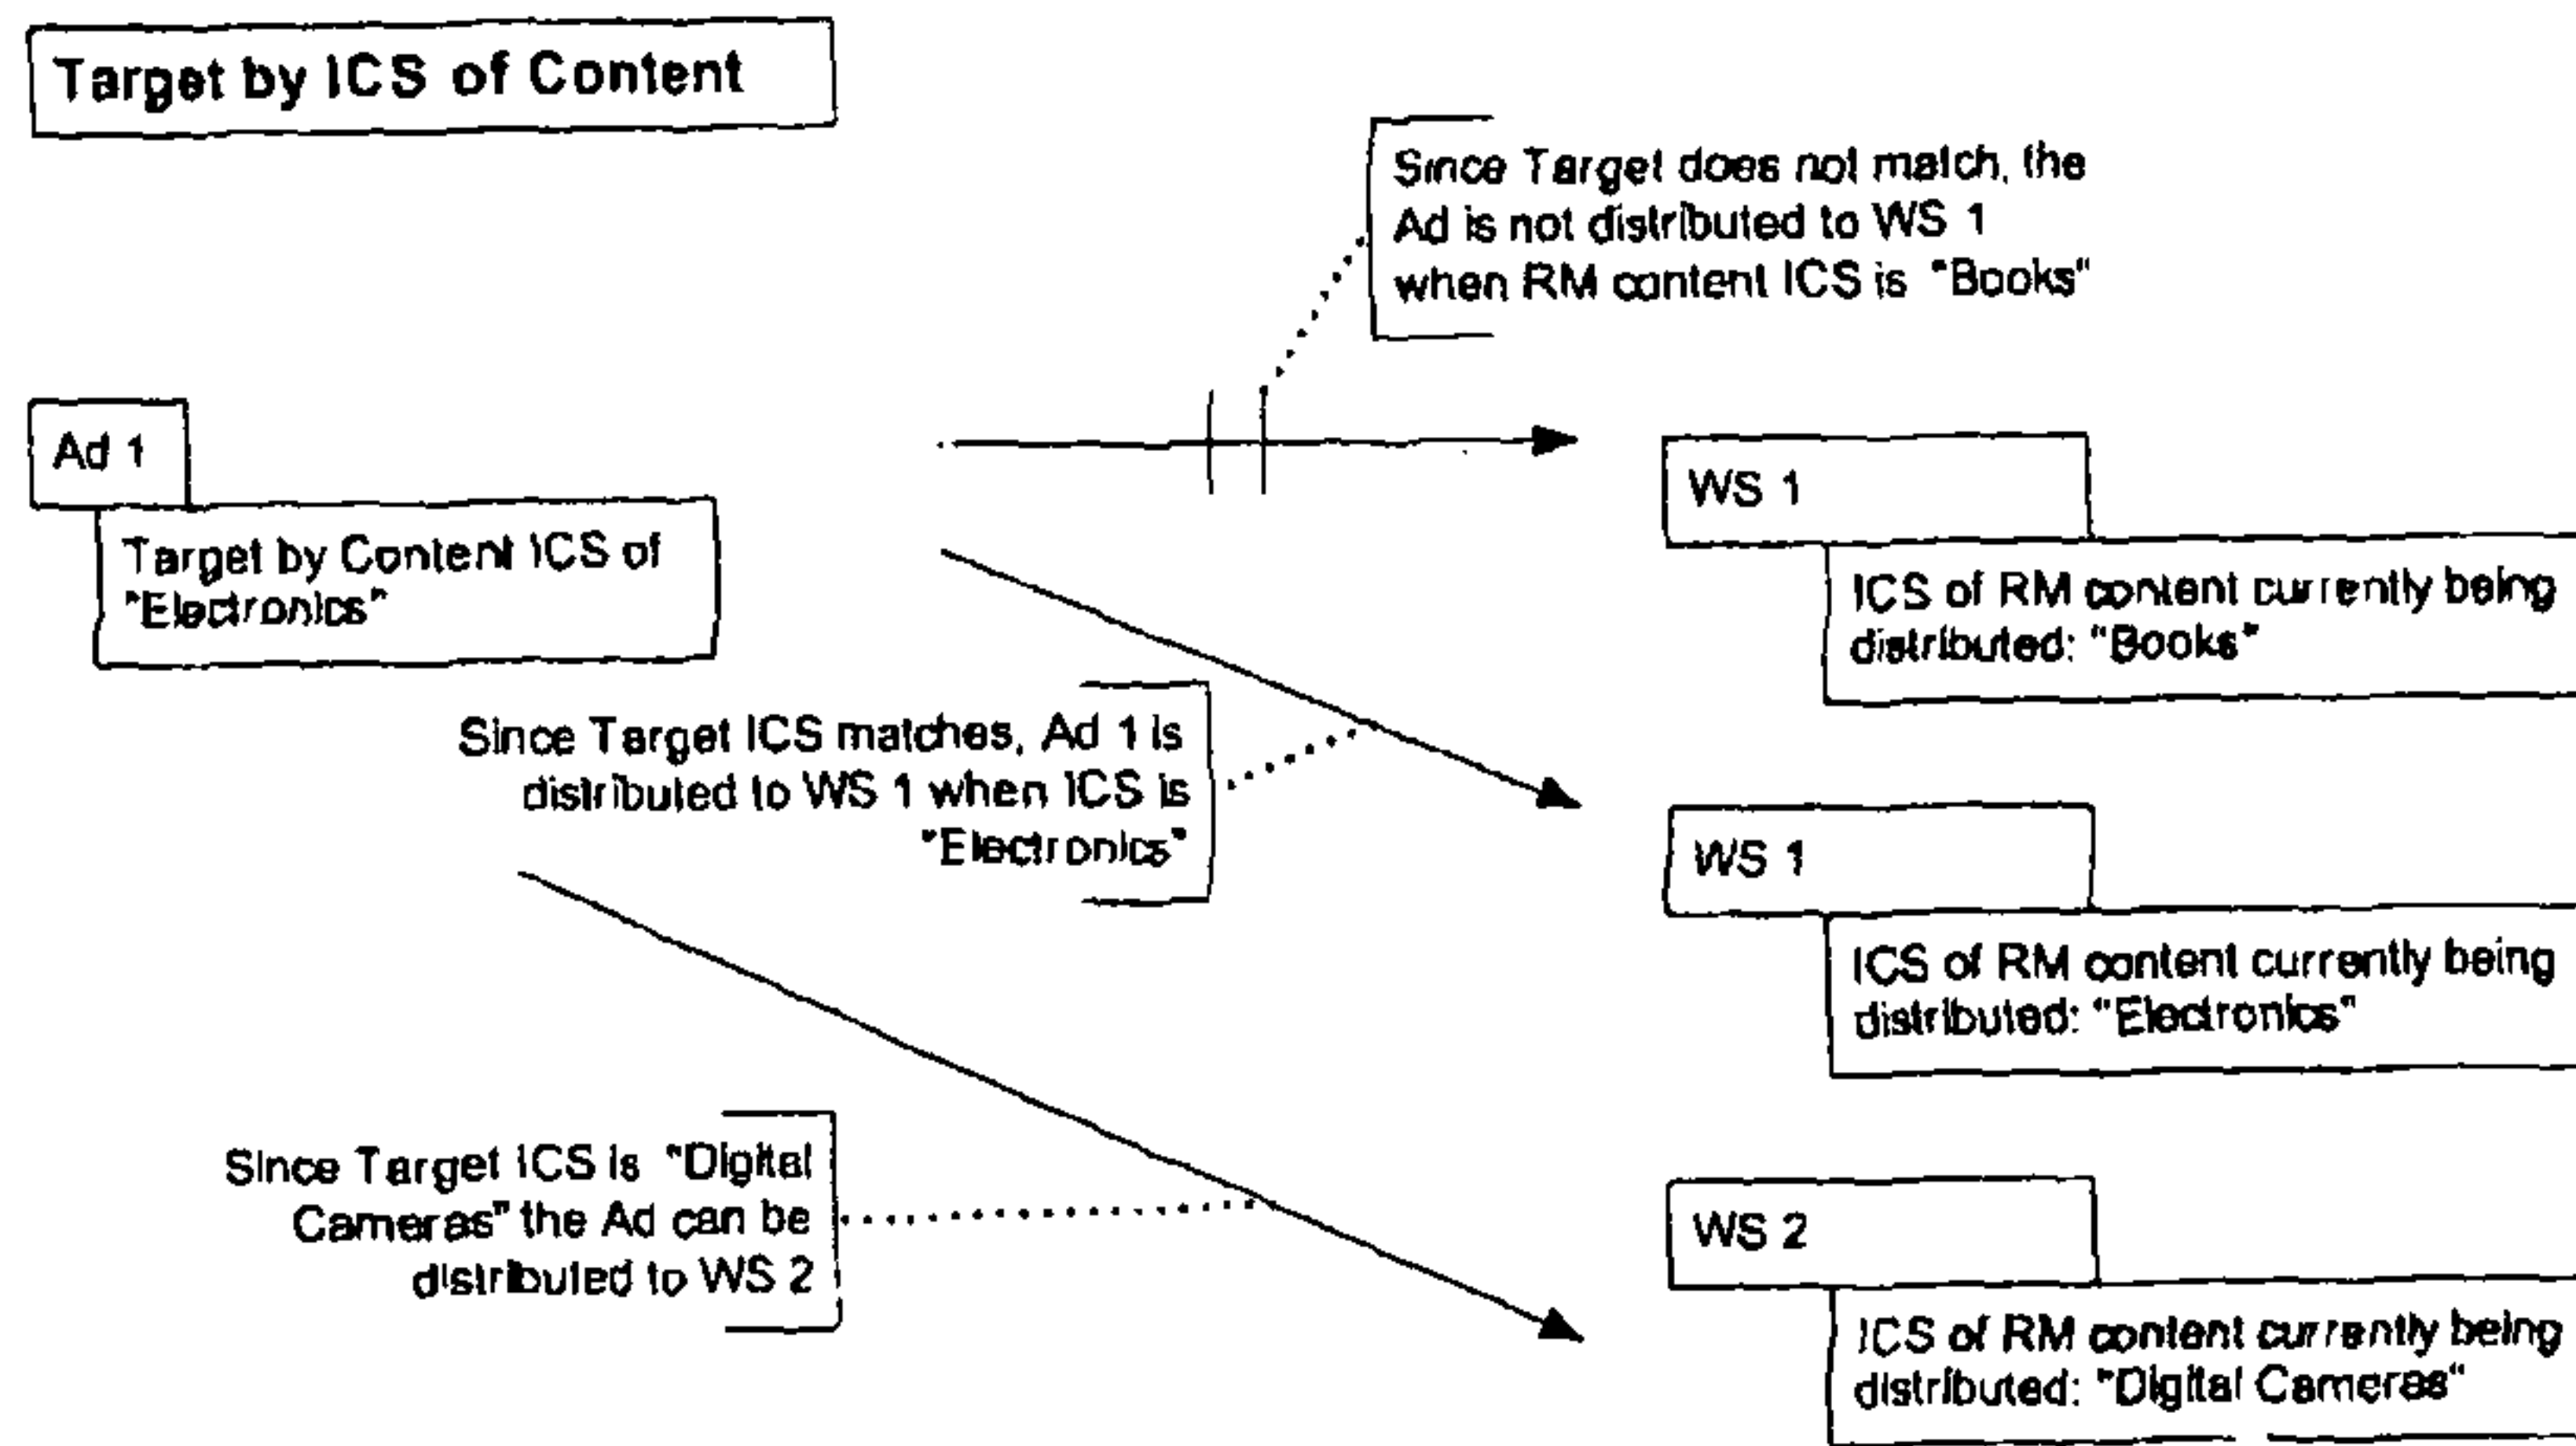 Target by ICS of Content
Since Target does not match, the
Ad is not distributed to WS 1
when RM content ICS is "Books"
Ad 1
Target by Content ICS of
"Electronics"
WS 1
ICS of RM content currently being
distributed: "Books"
Since Target ICS matches, Ad 1 is
distributed to WS 1 when ICS is
"Electronics"
WS 1
ICS of RM content currently being
distributed: "Electronics"
Since Target ICS is "Digital
Cameras" the Ad can be
distributed to WS 2
WS 2
ICS of RM content currently being
distributed: "Digital Cameras"